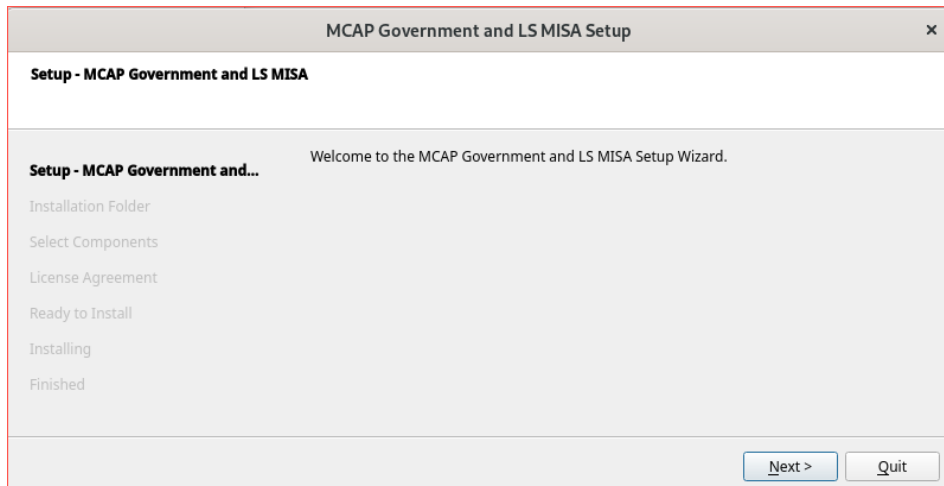 MCAP Government and LS MISA Setup
×
Setup - MCAP Government and LS MISA
Setup - MCAP Government and...
Welcome to the MCAP Government and LS MISA Setup Wizard.
Installation Folder
Select Components
License Agreement
Ready to Install
Installing
Finished
Next >
Quit